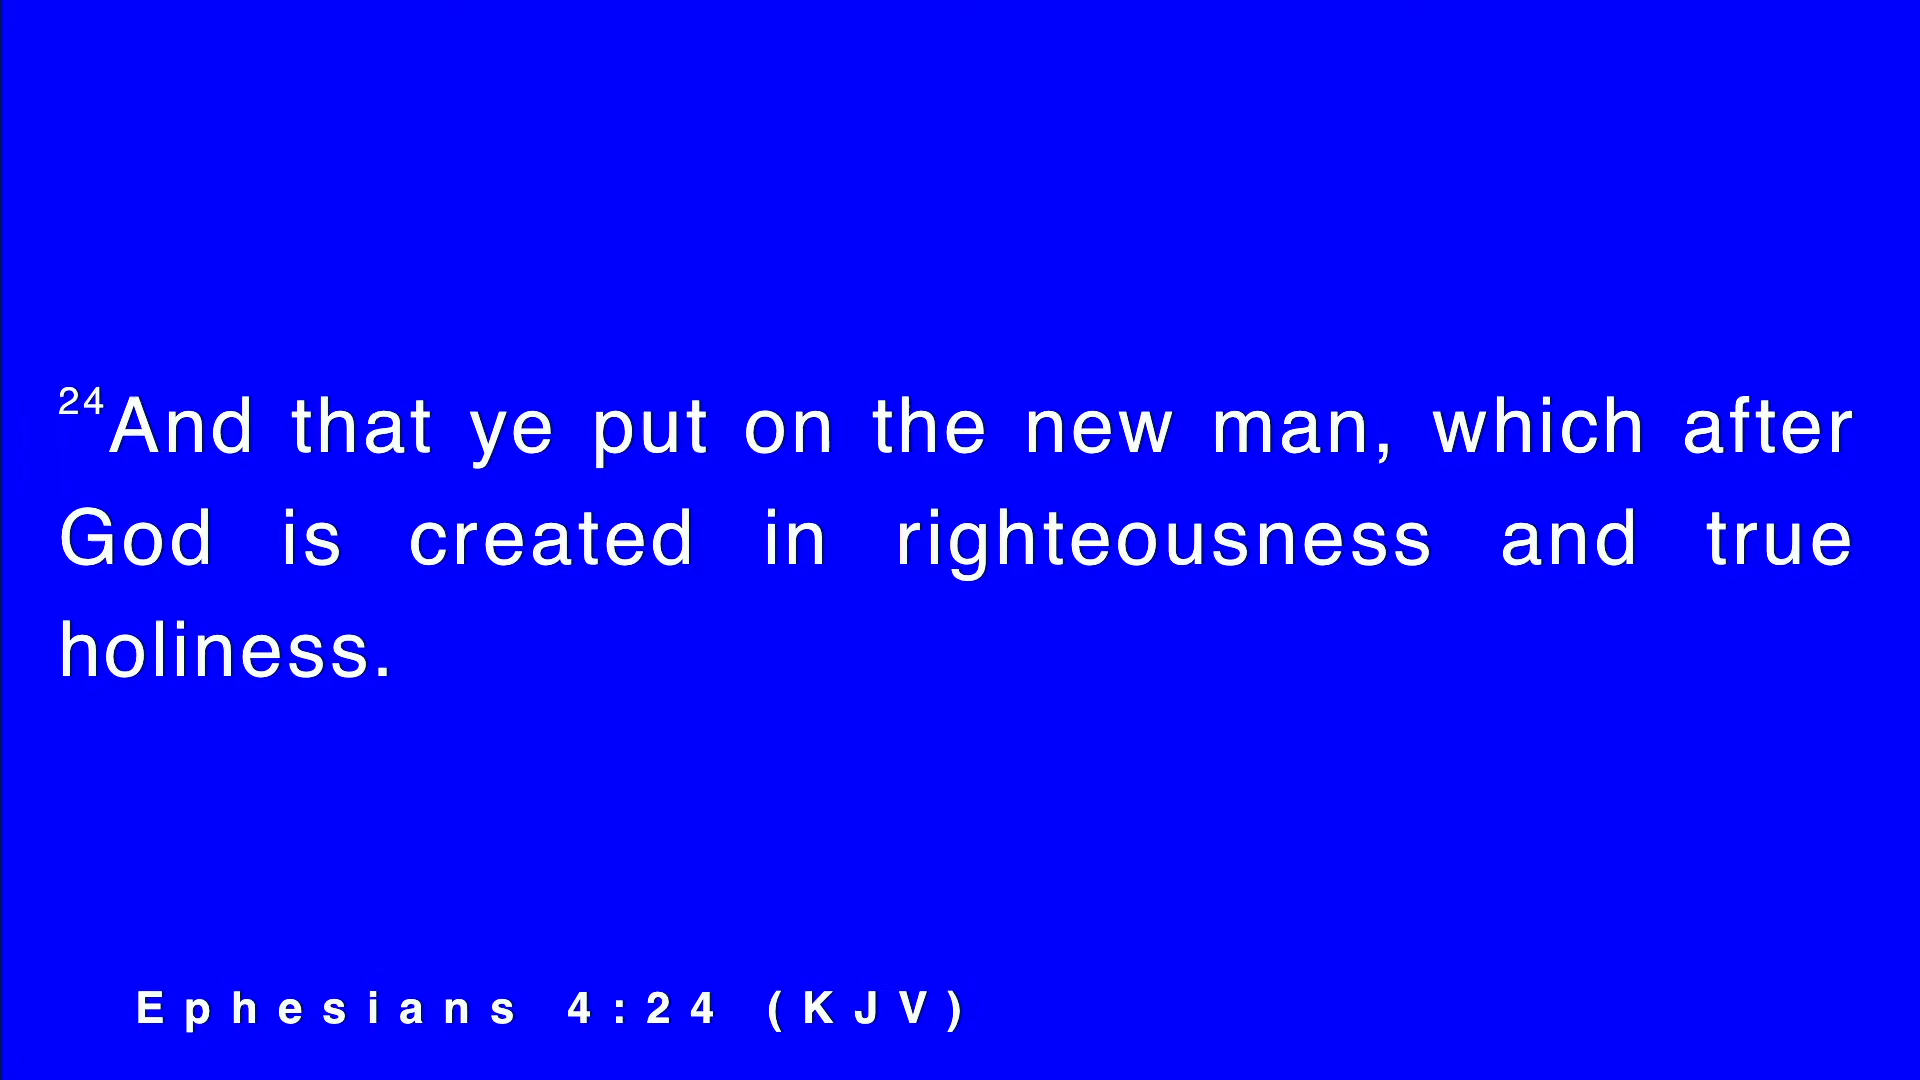 24And that ye put on the new man, which after
God is created in righteousness and true
holiness.
Ephesians 4:24 (KJV)